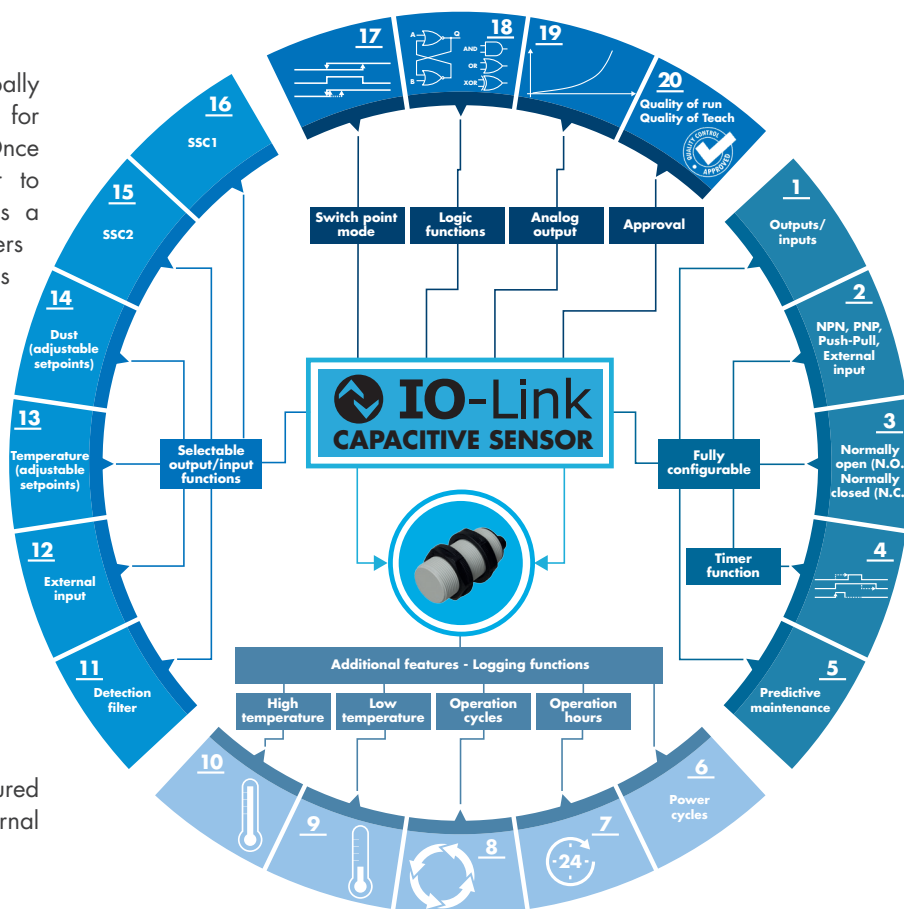 pally
for
Once
to
s a
ers
s
ured
rnal
17
18
A
Q
B
AND
OR
XOR
19
20
Quality of run
Quality of Teach
QUALITY CONTROL
APPROVED
16
SSC1
15
SSC2
14
Dust
(adjustable
setpoints)
13
Temperature
(adjustable
setpoints)
12
External
input
11
Detection
filter
1
Outputs/
inputs
2
NPN, PNP,
Push-Pull,
External
input
3
Normally
open (N.O.
Normally
closed (N.C.
4
5
Predictive
maintenance
Switch point
mode
Logic
functions
Analog
output
Approval
IO-Link
CAPACITIVE SENSOR
Selectable
output/input
functions
Fully
configurable
Timer
function
Additional features - Logging functions
High
temperature
Low
temperature
Operation
cycles
Operation
hours
10
9
8
7
24
6
Power
cycles